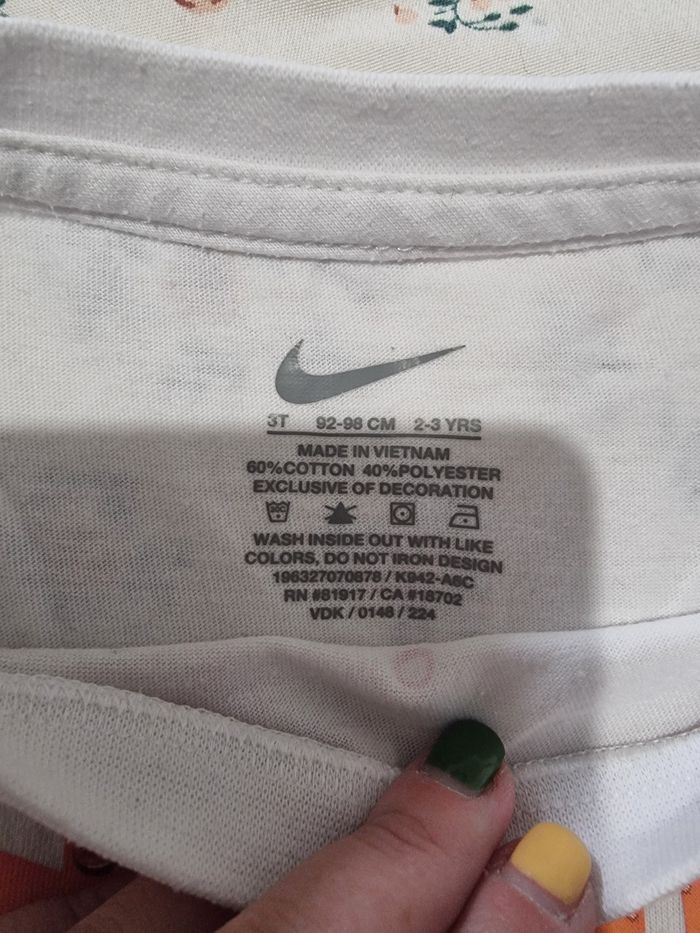 3T 92-98 CM 2-3 YRS
MADE IN VIETNAM
60%COTTON 40%POLYESTER
EXCLUSIVE OF DECORATION
WASH INSIDE OUT WITH LIKE
COLORS, DO NOT IRON DESIGN
196327070878 / K942-A6C
RN #81917 / CA #18702
VDK / 0148 / 224